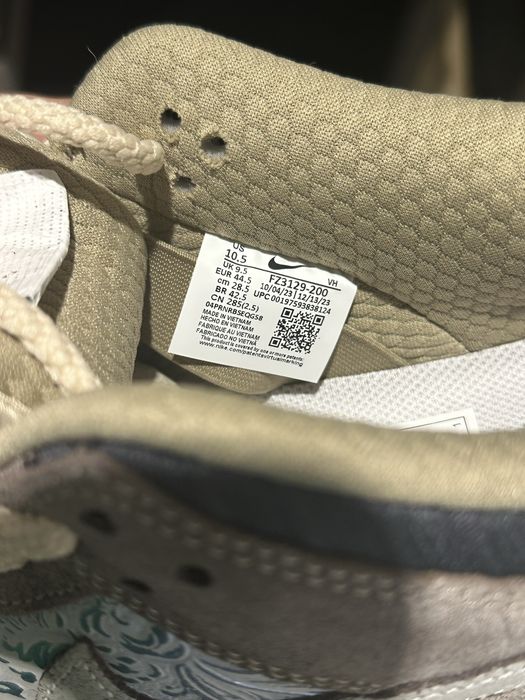 US
10.5
UK 9.5
EUR 44.5
cm 28.5
BR 42.5
CN 285(2.5)
VH
FZ3129-200
10/04/23 12/13/23
UPC 00197593838124
04PRNRBSEQG58
MADE IN VIETNAM
HECHO EN VIETNAM
FABRIQUE AU VIETNAM
FABRICADO NO VIETNÃ
This product is covered by one or more patents:
www.nike.com/patentsvirtualmarking